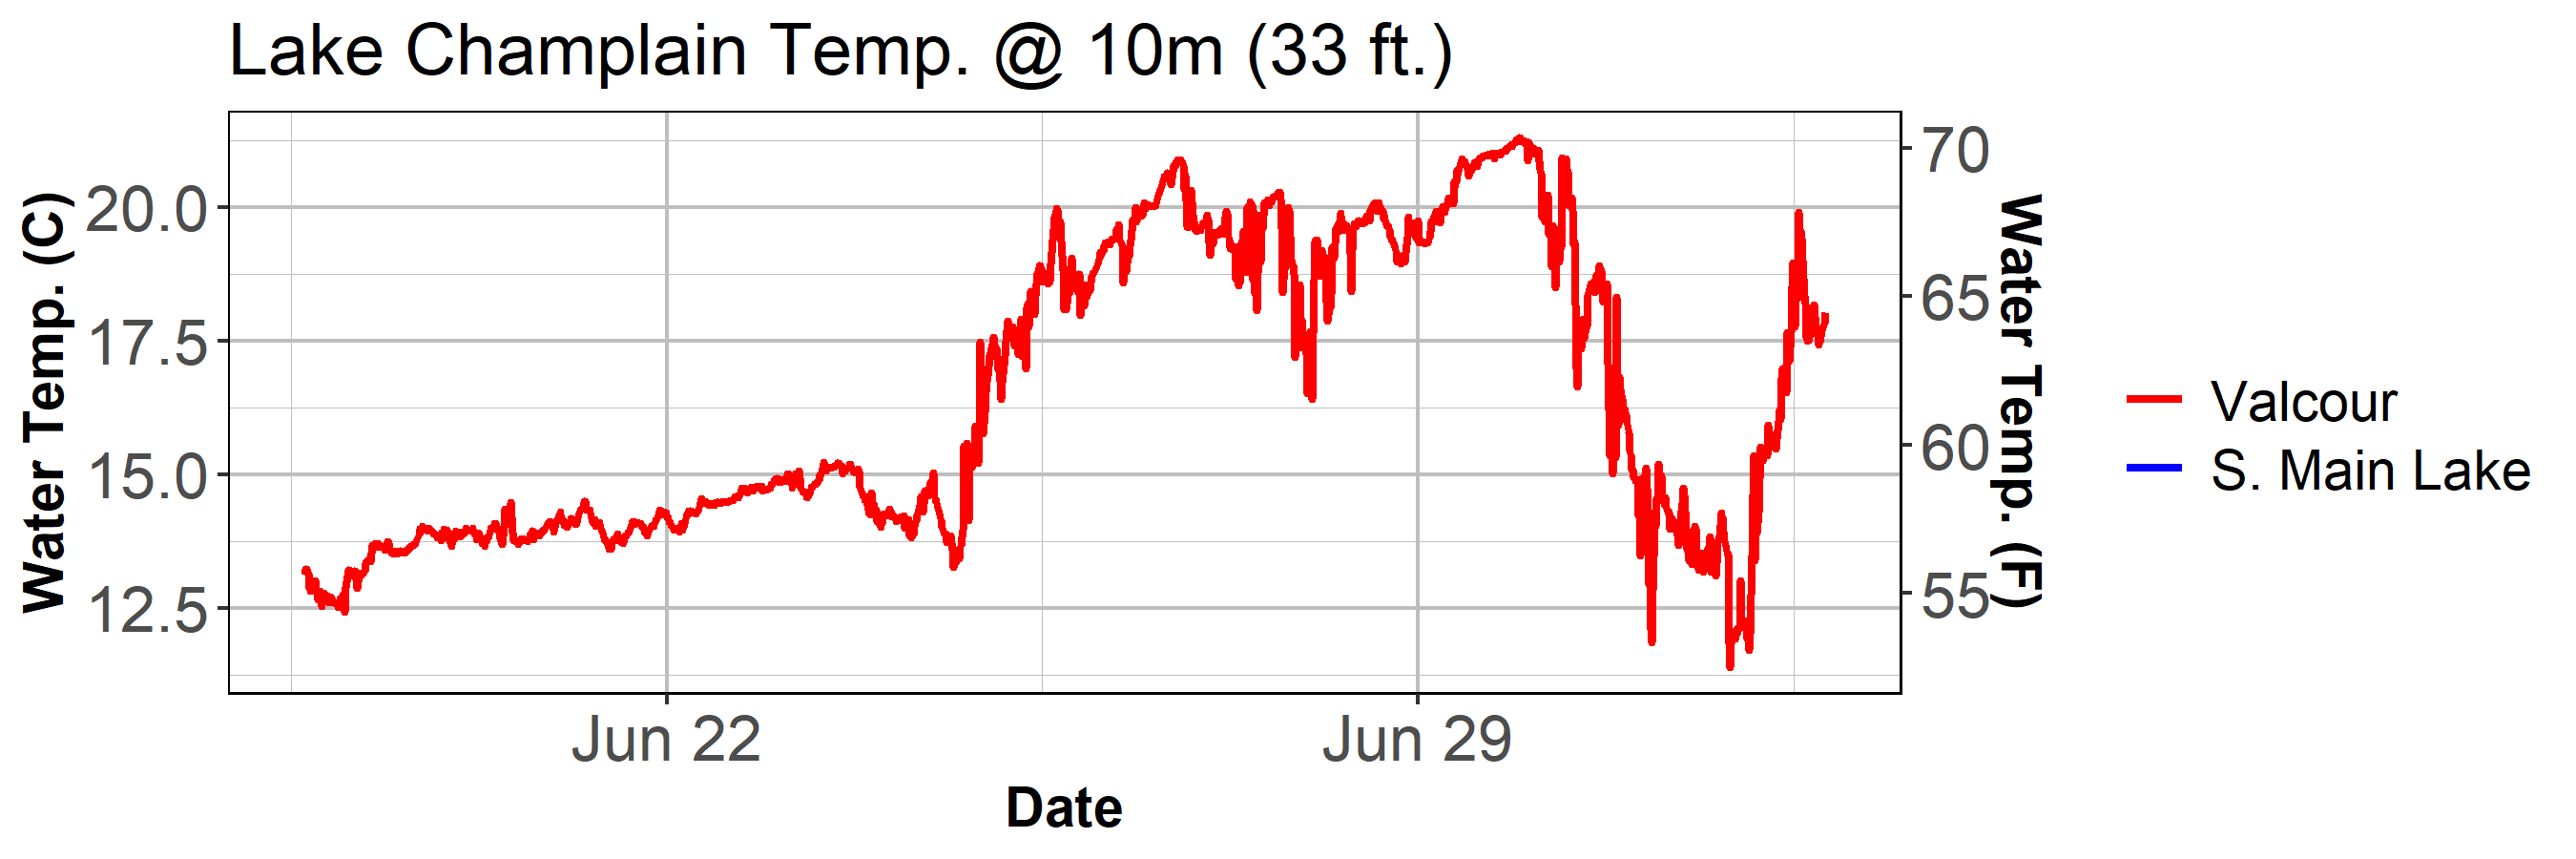 Lake Champlain Temp. @ 10m (33 ft.)
Water Temp. (C)
20.0
17.5
15.0
12.5
70
65
60
55
Water Temp. (F)
Jun 22
Jun 29
Date
Valcour
S. Main Lake